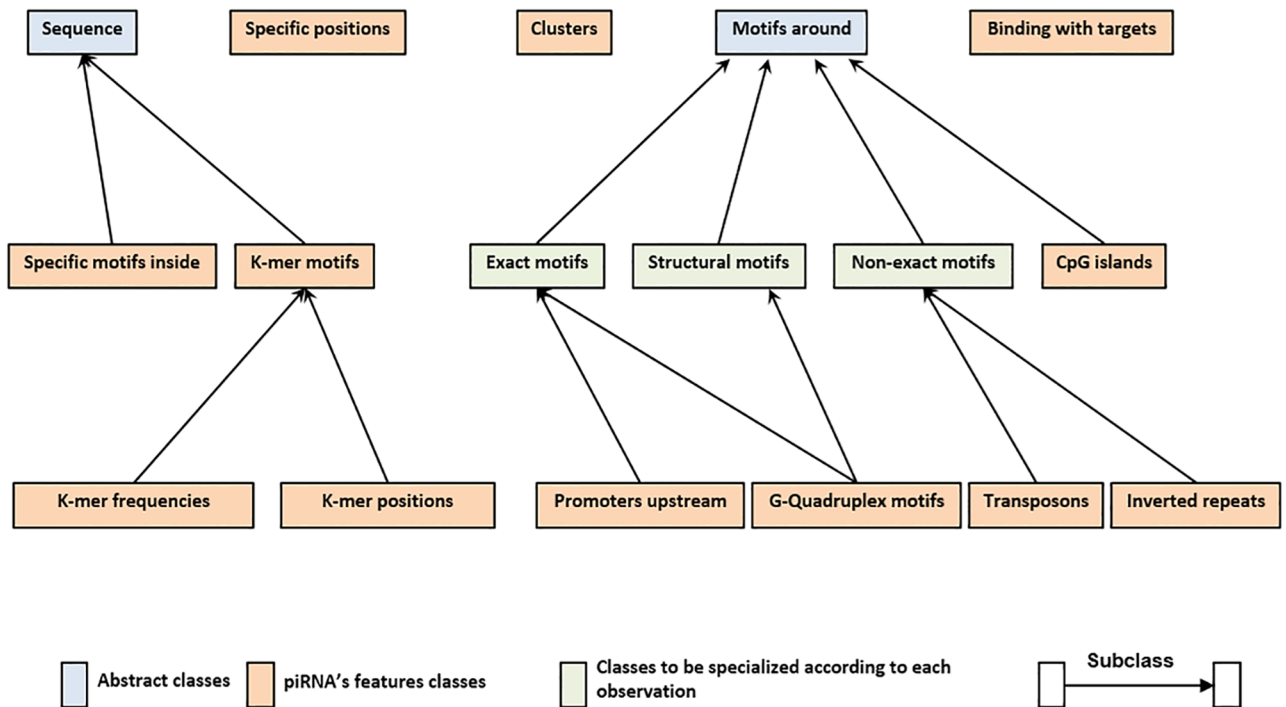 Sequence
Specific positions
Clusters
Motifs around
Binding with targets
Specific motifs inside
K-mer motifs
Exact motifs
Structural motifs
Non-exact motifs
CpG islands
K-mer frequencies
K-mer positions
Promoters upstream
G-Quadruplex motifs
Transposons
Inverted repeats
Abstract classes
piRNA's features classes
Classes to be specialized according to each
observation
Subclass